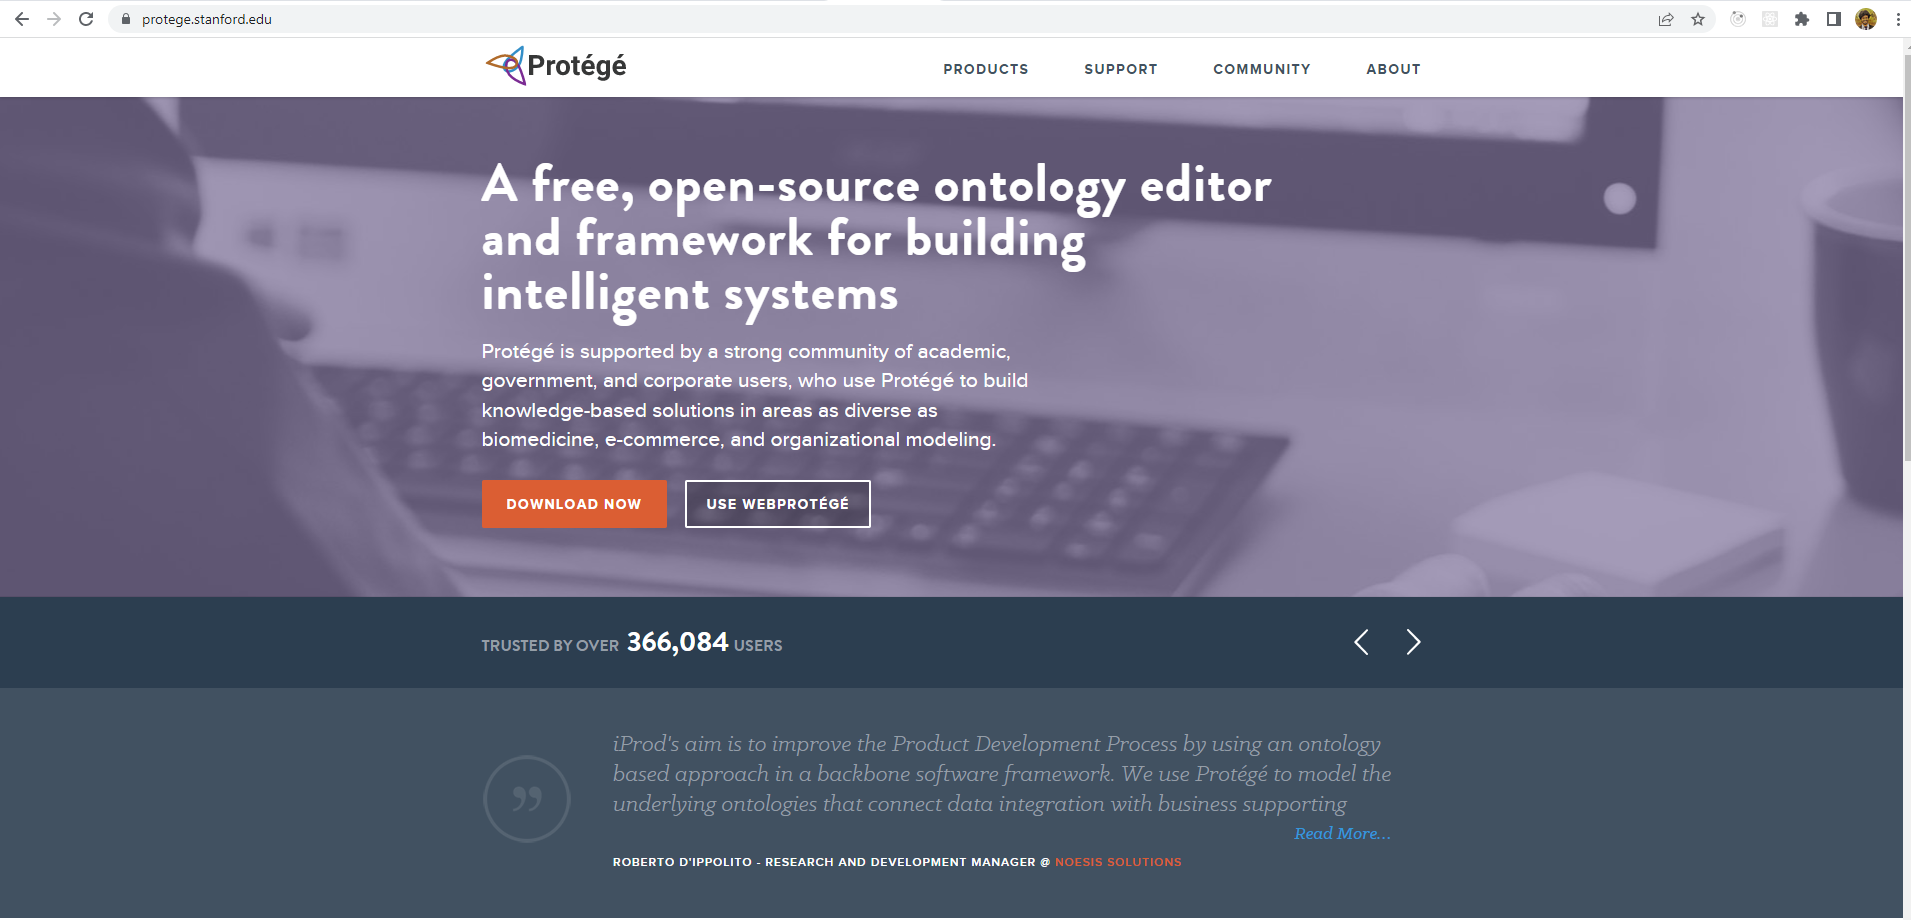 protege.stanford.edu
Protégé
PRODUCTS SUPPORT COMMUNITY ABOUT
A free, open-source ontology editor
and framework for building
intelligent systems
Protégé is supported by a strong community of academic,
government, and corporate users, who use Protégé to build
knowledge-based solutions in areas as diverse as
biomedicine, e-commerce, and organizational modeling.
DOWNLOAD NOW USE WEBPROTÉGÉ
TRUSTED BY OVER 366,084 USERS
”
iProd's aim is to improve the Product Development Process by using an ontology
based approach in a backbone software framework. We use Protégé to model the
underlying ontologies that connect data integration with business supporting
Read More...
ROBERTO D'IPPOLITO - RESEARCH AND DEVELOPMENT MANAGER @ NOESIS SOLUTIONS